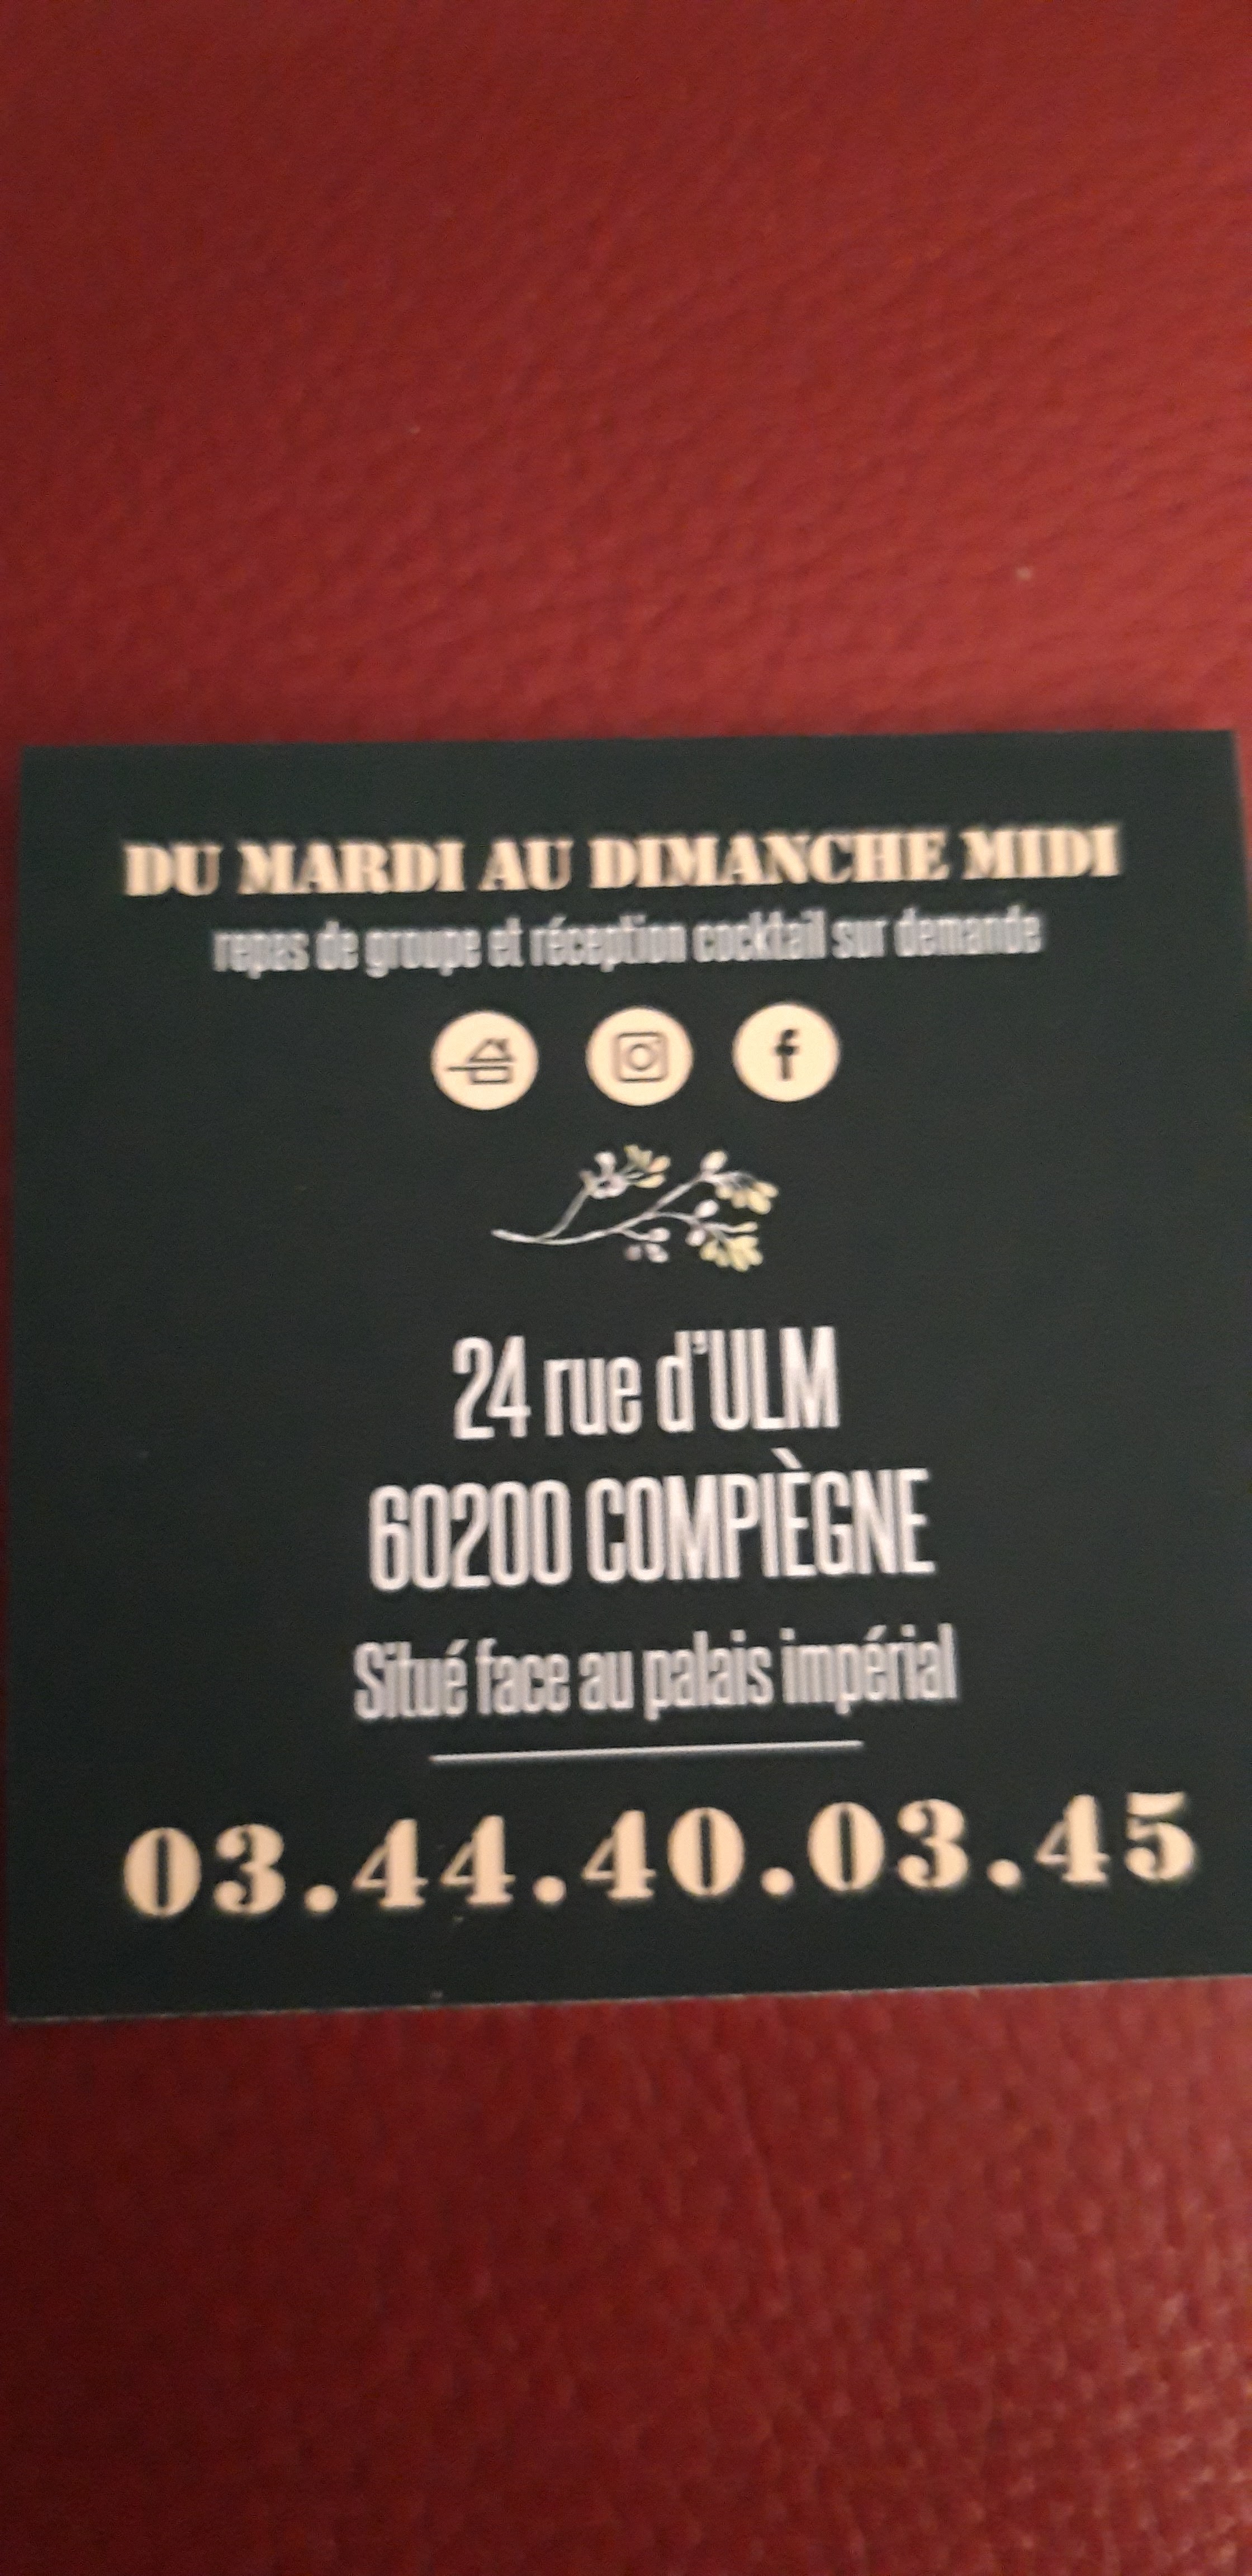 DU MARDI AU DIMANCHE MIDI
repas de groupe et réception cocktail sur demande
f
24 rue d'ULM
60200 COMPIÈGNE
Situé face au palais impérial
03.44.40.03.45